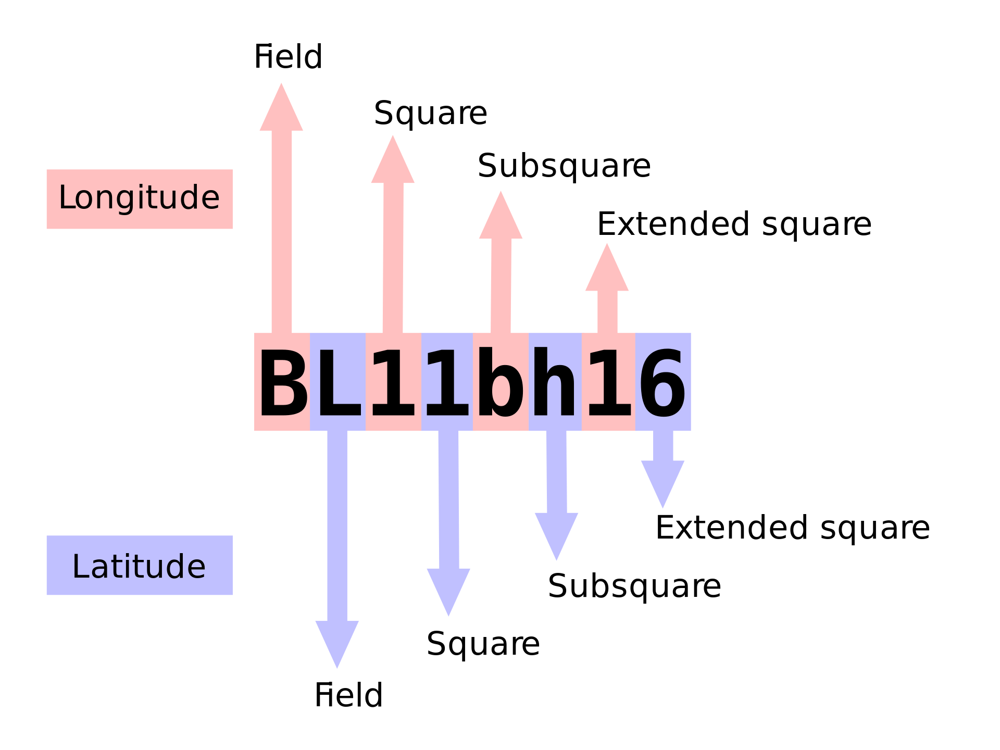 Field
Square
Subsquare
Longitude
Extended square
BL11bh16
Extended square
Latitude
Subsquare
Square
Field